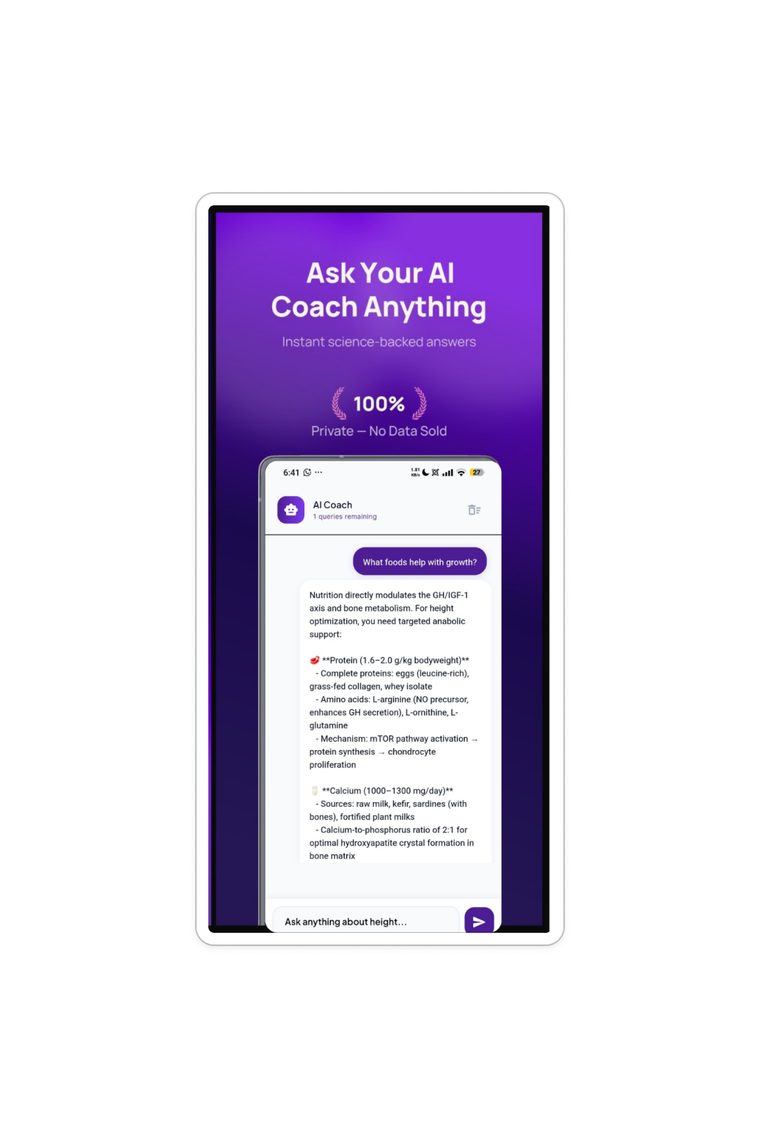 Ask Your AI
Coach Anything
Instant science-backed answers
100%
Private — No Data Sold
6:41 ···
1.81
KB/s
27
AI Coach
1 queries remaining
What foods help with growth?
Nutrition directly modulates the GH/IGF-1
axis and bone metabolism. For height
optimization, you need targeted anabolic
support:
🥩 **Protein (1.6–2.0 g/kg bodyweight)**
- Complete proteins: eggs (leucine-rich),
grass-fed collagen, whey isolate
- Amino acids: L-arginine (NO precursor,
enhances GH secretion), L-ornithine, L-
glutamine
- Mechanism: mTOR pathway activation →
protein synthesis → chondrocyte
proliferation
🥛 **Calcium (1000–1300 mg/day)**
- Sources: raw milk, kefir, sardines (with
bones), fortified plant milks
- Calcium-to-phosphorus ratio of 2:1 for
optimal hydroxyapatite crystal formation in
bone matrix
Ask anything about height...